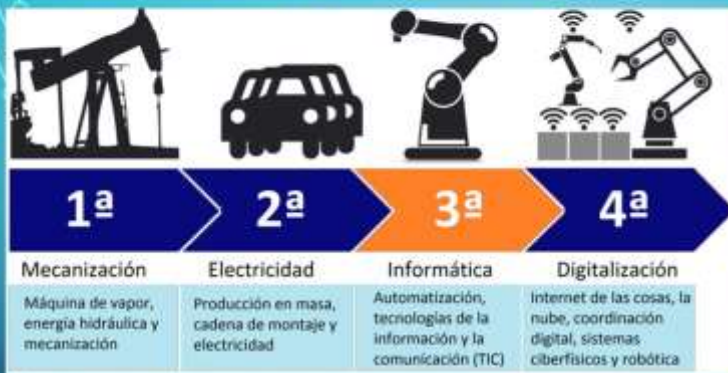 1ª 2ª 3ª 4ª
Mecanización Electricidad Informática Digitalización
Máquina de vapor,
energía hidráulica y
mecanización
Producción en masa,
cadena de montaje y
electricidad
Automatización,
tecnologías de la
información y la
comunicación (TIC)
Internet de las cosas, la
nube, coordinación
digital, sistemas
ciberfísicos y robótica